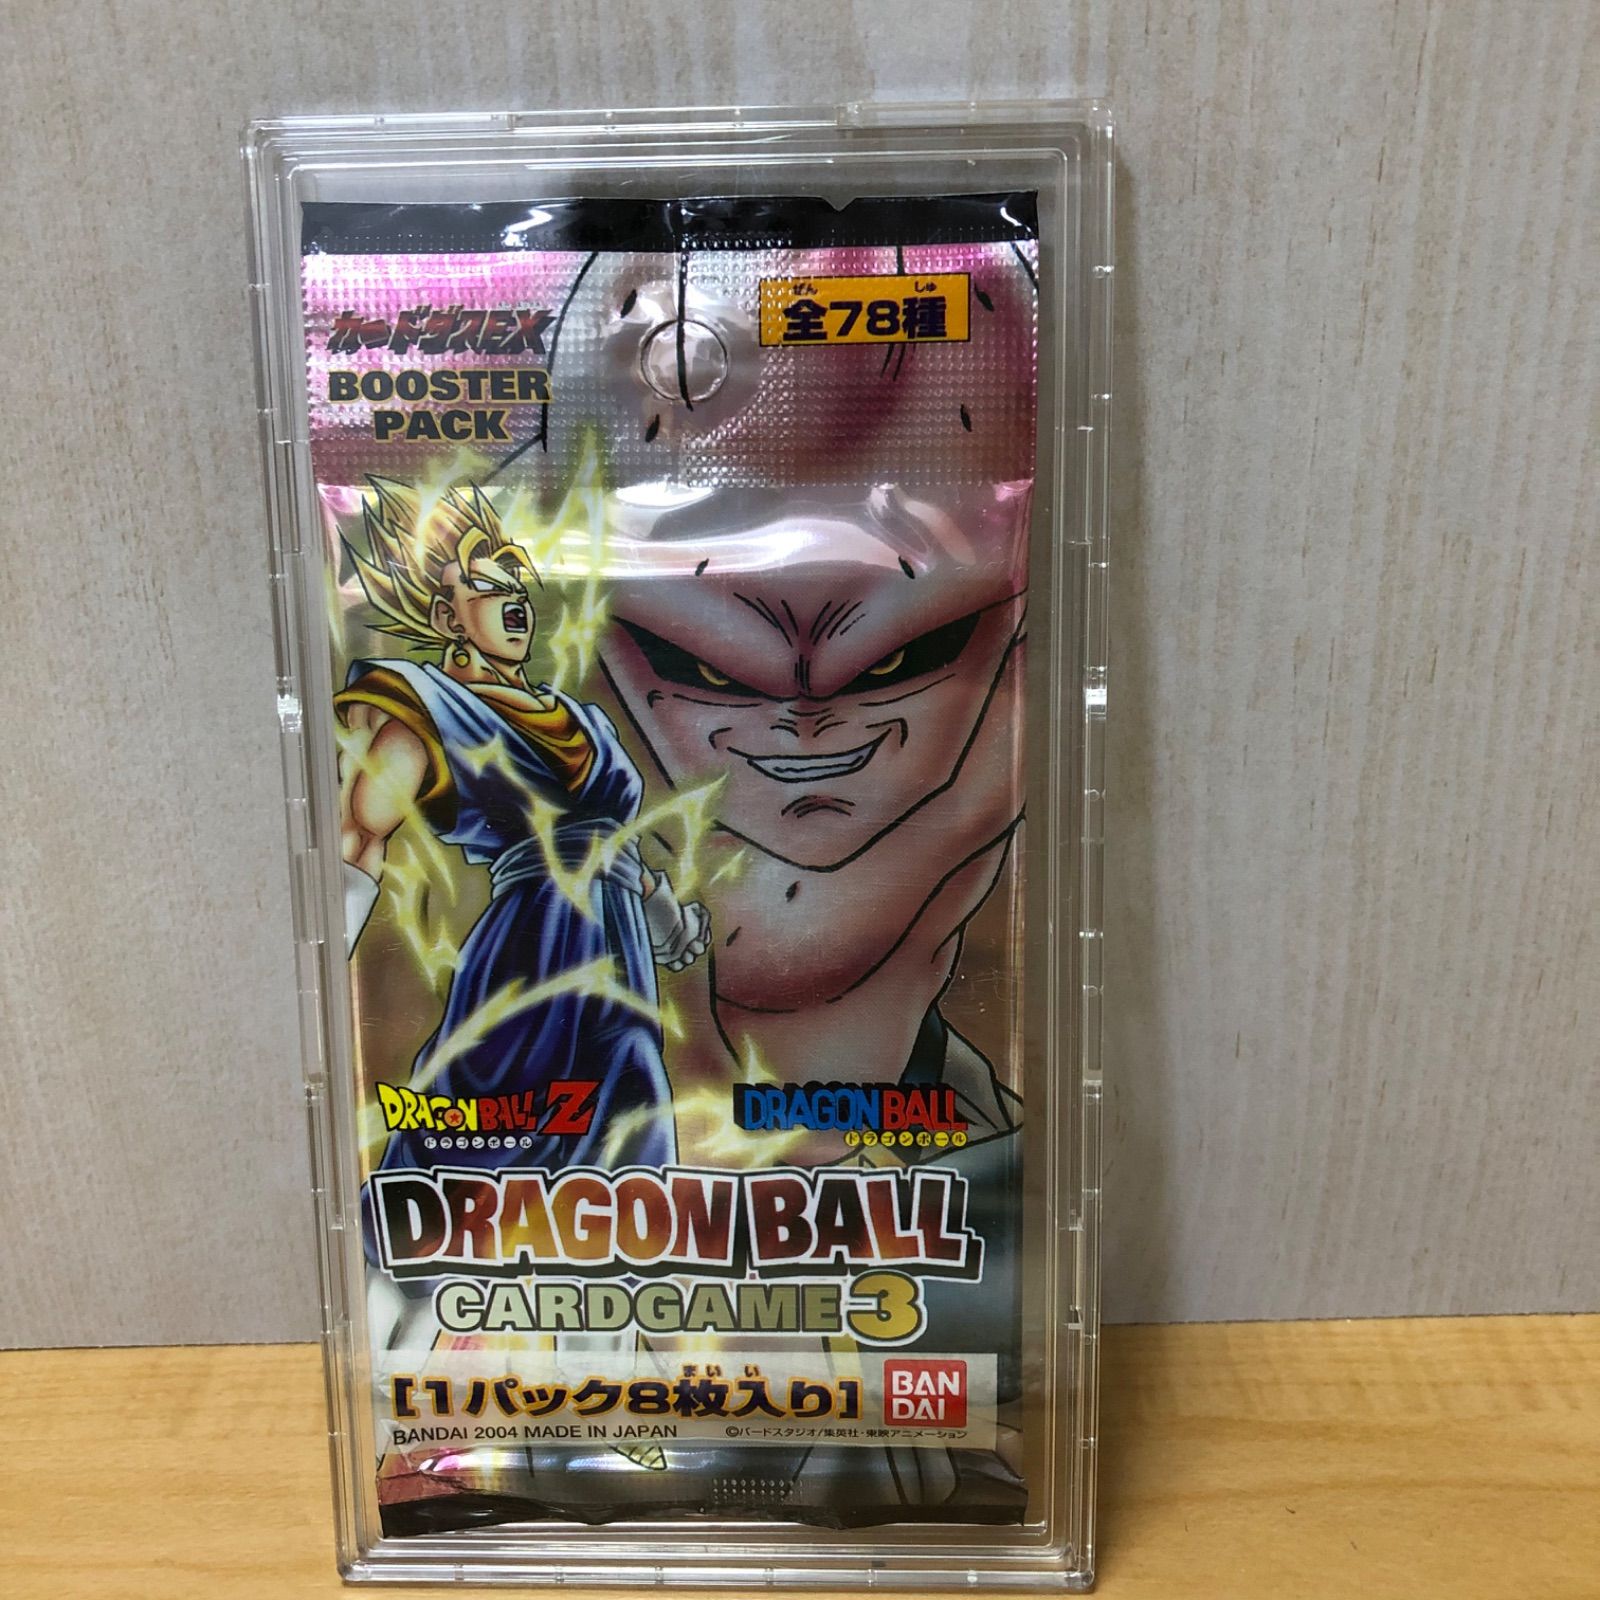 ぜん しゅ
全78種
カードダスEX
BOOSTER
PACK
DRAGON BALL Z
ドラゴンボール
DRAGON BALL
ドラゴンボール
DRAGON BALL
CARDGAME 3
まい い
[1パック8枚入り]
BAN
DAI
BANDAI 2004 MADE IN JAPAN
©バードスタジオ/集英社・東映アニメーション